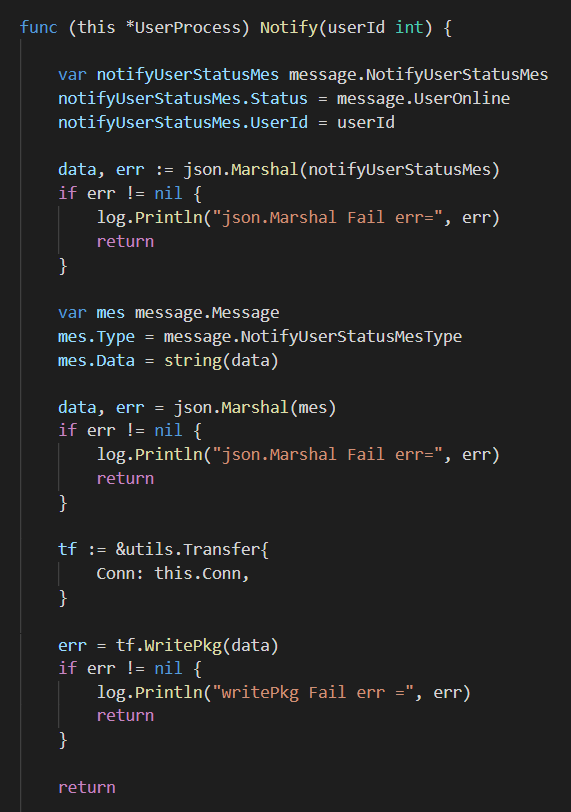 func (this *UserProcess) Notify(userId int) {
var notifyUserStatusMes message.NotifyUserStatusMes
notifyUserStatusMes.Status = message.UserOnline
notifyUserStatusMes.UserId = userId
data, err := json.Marshal(notifyUserStatusMes)
if err != nil {
log.Println("json.Marshal Fail err=", err)
return
}
var mes message.Message
mes.Type = message.NotifyUserStatusMesType
mes.Data = string(data)
data, err = json.Marshal(mes)
if err != nil {
log.Println("json.Marshal Fail err=", err)
return
}
tf := &utils.Transfer{
Conn: this.Conn,
}
err = tf.WritePkg(data)
if err != nil {
log.Println("writePkg Fail err =", err)
return
}
return